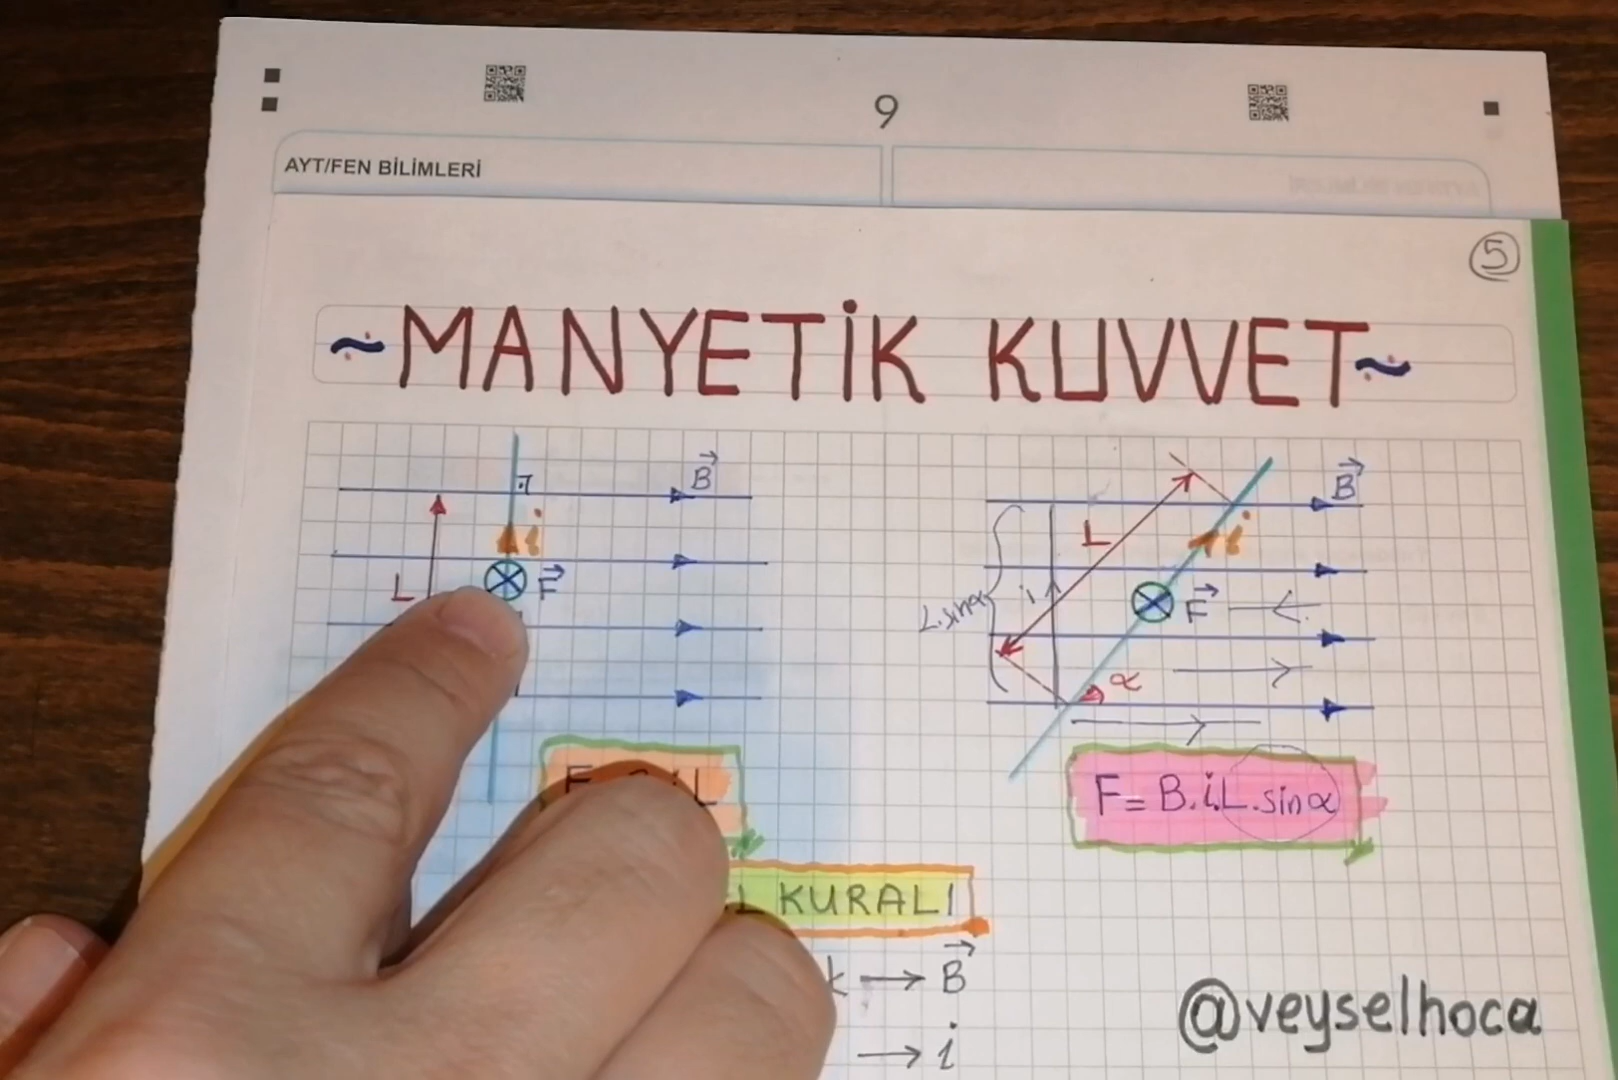 9
AYT/FEN BİLİMLERİ
5
~MANYETİK KUVVET~
B
i
L
F
B
L
i
i
L.sinα
F
α
F= B.i.L.sinα
L KURALI
→ B
→ i
@veyselhoca